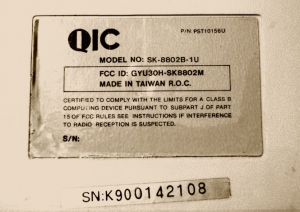 QIC
P/N: PST1015BU
MODEL NO: SK-8802B-1U
FCC ID: GYU30H-SK8802M
MADE IN TAIWAN R.O.C.
CERTIFIED TO COMPLY WITH THE LIMITS FOR A CLASS B
COMPUTING DEVICE PURSUANT TO SUBPART J OF PART
15 OF FCC RULES SEE INSTRUCTIONS IF INTERFERENCE
TO RADIO RECEPTION IS SUSPECTED.
S/N:
SN:K900142108